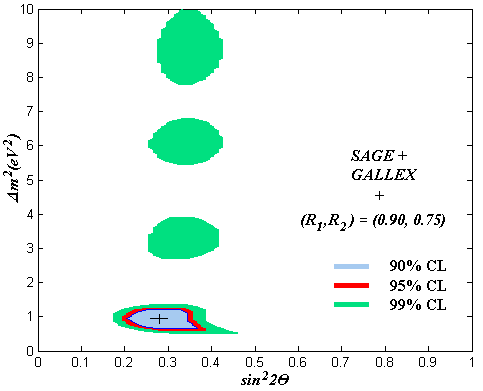 10
9
8
7
6
5
4
3
2
1
0
Δm²(eV²)
SAGE +
GALLEX
+
(R₁,R₂) = (0.90, 0.75)
90% CL
95% CL
99% CL
0 0.1 0.2 0.3 0.4 0.5 0.6 0.7 0.8 0.9 1
sin²2Θ